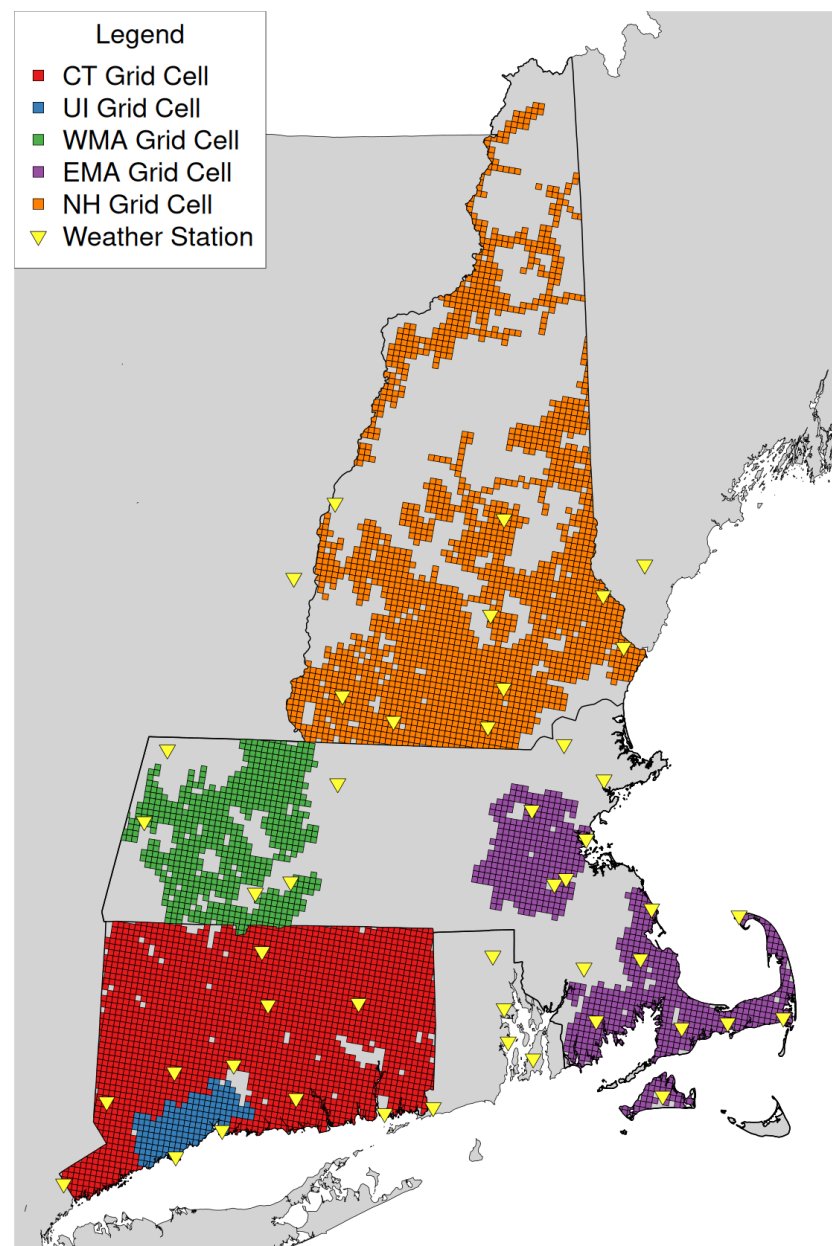 Legend
CT Grid Cell
UI Grid Cell
WMA Grid Cell
EMA Grid Cell
NH Grid Cell
Weather Station